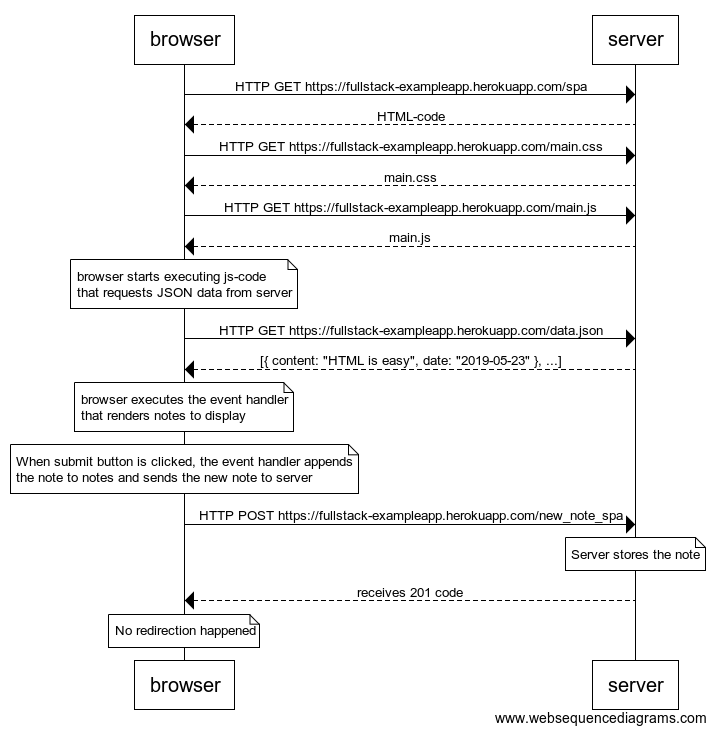 browser
server
HTTP GET https://fullstack-exampleapp.herokuapp.com/spa
HTML-code
HTTP GET https://fullstack-exampleapp.herokuapp.com/main.css
main.css
HTTP GET https://fullstack-exampleapp.herokuapp.com/main.js
main.js
browser starts executing js-code
that requests JSON data from server
HTTP GET https://fullstack-exampleapp.herokuapp.com/data.json
[{ content: "HTML is easy", date: "2019-05-23" }, ...]
browser executes the event handler
that renders notes to display
When submit button is clicked, the event handler appends
the note to notes and sends the new note to server
HTTP POST https://fullstack-exampleapp.herokuapp.com/new_note_spa
Server stores the note
receives 201 code
No redirection happened
browser
server
www.websequencediagrams.com